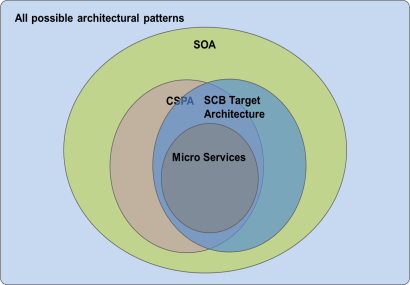 All possible architectural patterns
SOA
CSPA
SCB Target
Architecture
Micro Services